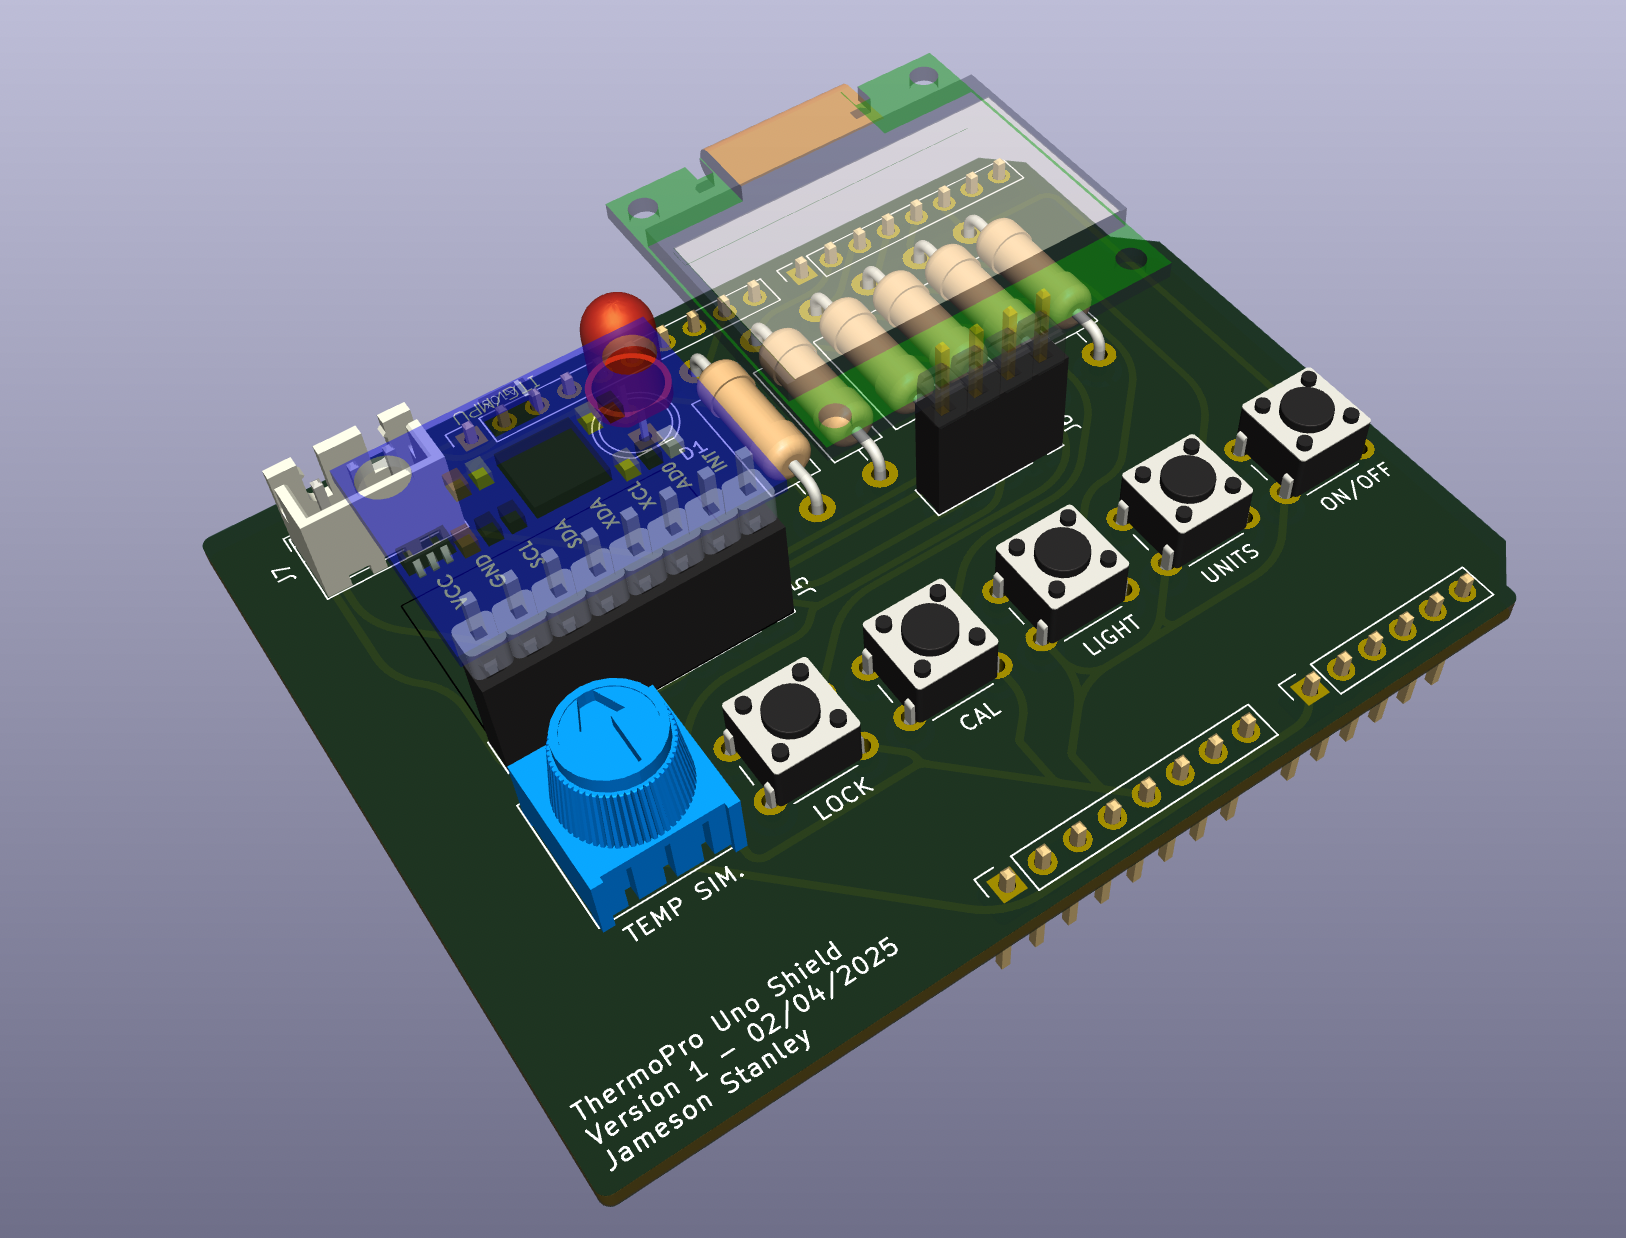 J7
VCC
GND
SCL
SDA
XDA
XCL
AD0
INT
J5
ON/OFF
UNITS
LIGHT
CAL
LOCK
TEMP SIM.
ThermoPro Uno Shield
Version 1 – 02/04/2025
Jameson Stanley